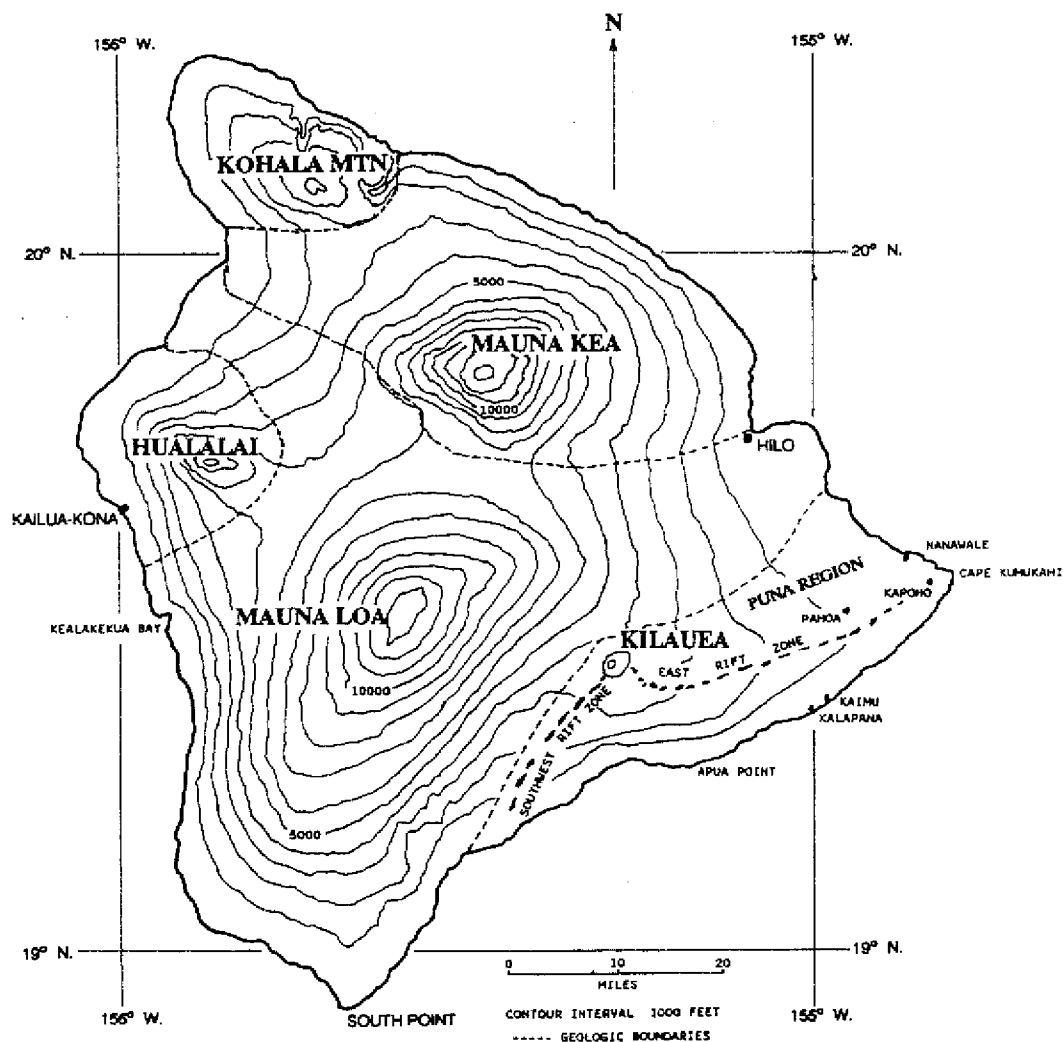 156° W.
N
155° W.
KOHALA MTN
20° N.
20° N.
5000
MAUNA KEA
10000
HUALALAI
HILO
KAILUA-KONA
NANAWALE
CAPE KUMUKAHI
PUNA REGION
KAPOHO
MAUNA LOA
PAHOA
KEALAKEKUA BAY
KILAUEA
EAST RIFT ZONE
10000
SOUTHWEST RIFT ZONE
KAIMU
KALAPANA
APUA POINT
5000
19° N.
19° N.
0 10 20
MILES
156° W.
SOUTH POINT
CONTOUR INTERVAL 1000 FEET
155° W.
----- GEOLOGIC BOUNDARIES